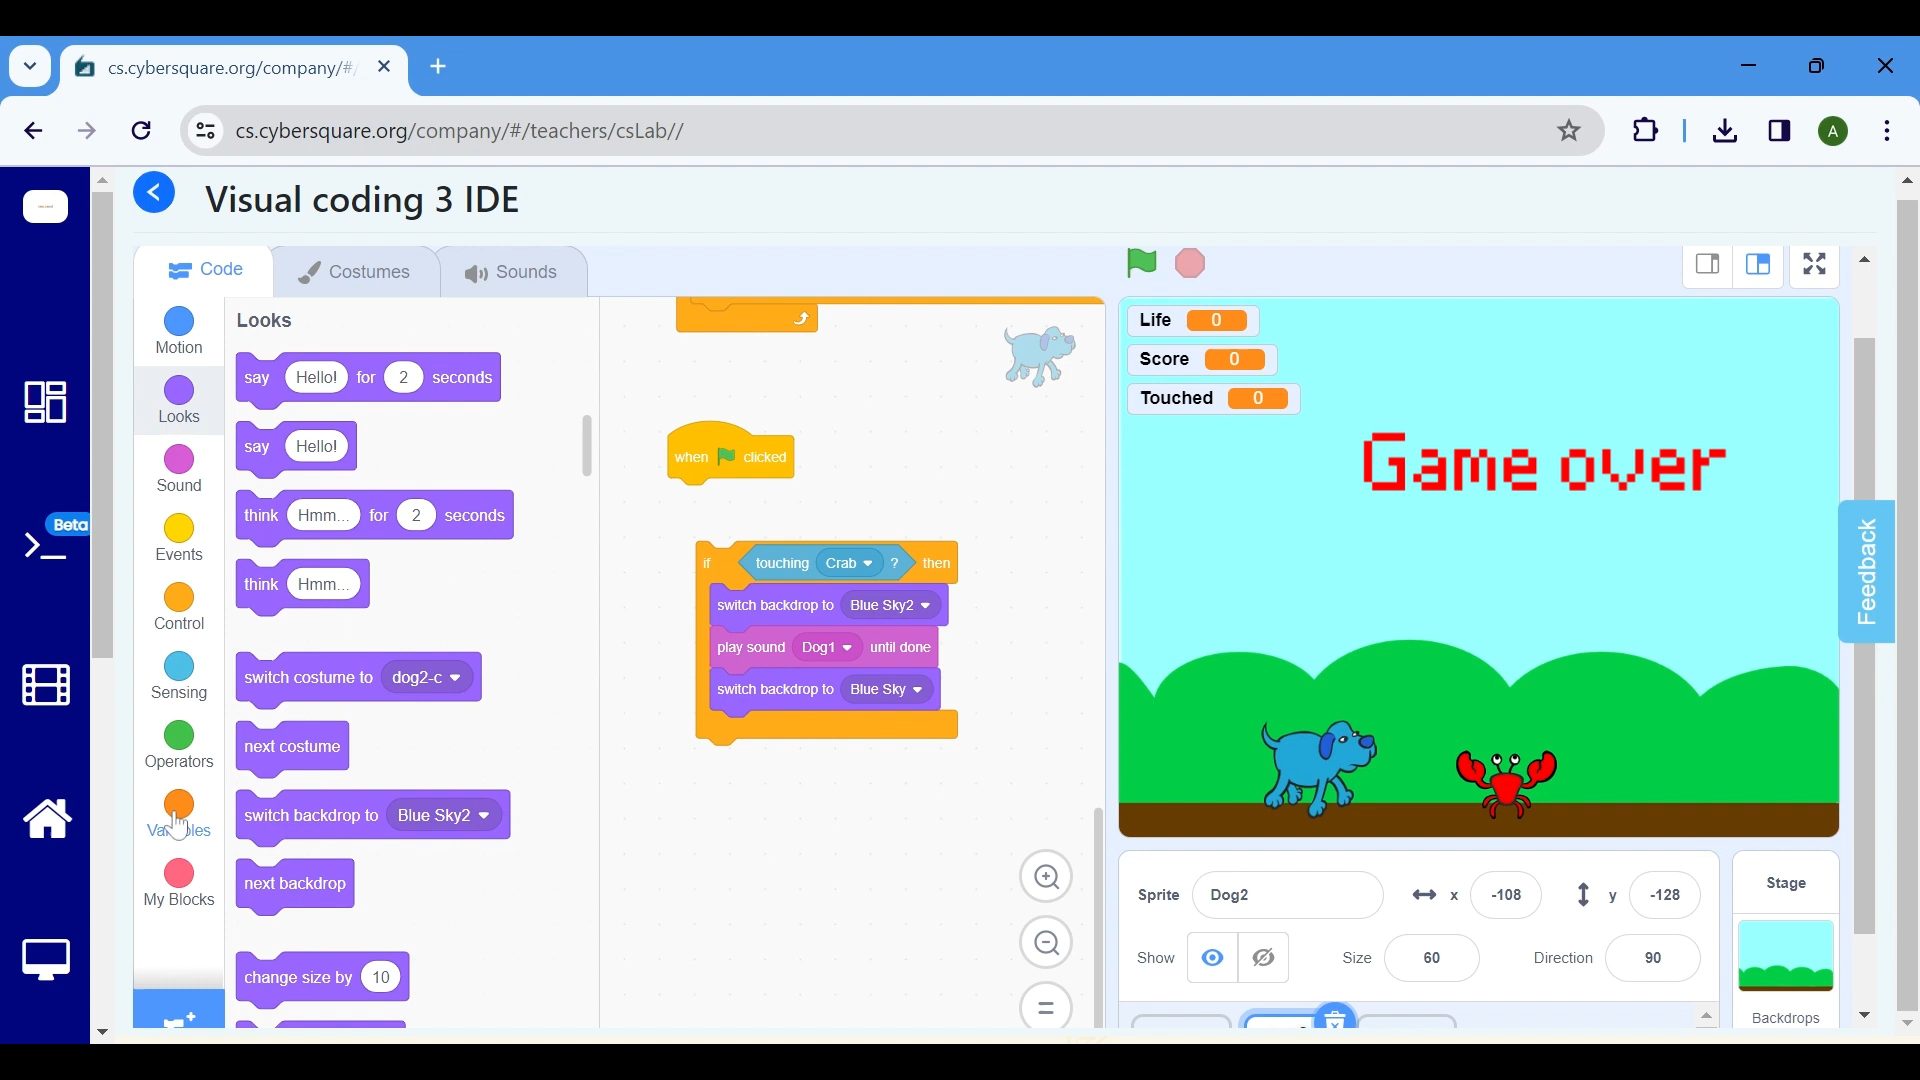 cs.cybersquare.org/company/#/
cs.cybersquare.org/company/#/teachers/csLab//
A
Visual coding 3 IDE
Beta
Code
Costumes
Sounds
Motion
Looks
Sound
Events
Control
Sensing
Operators
My Blocks
Looks
say Hello! for 2 seconds
say Hello!
think Hmm... for 2 seconds
think Hmm...
switch costume to dog2-c
next costume
switch backdrop to Blue Sky2
next backdrop
change size by 10
when clicked
if touching Crab ? then
switch backdrop to Blue Sky2
play sound Dog1 until done
switch backdrop to Blue Sky
Life 0
Score 0
Touched 0
Game over
Feedback
Sprite Dog2 x -108 y -128
Show Size 60 Direction 90
Stage
Backdrops